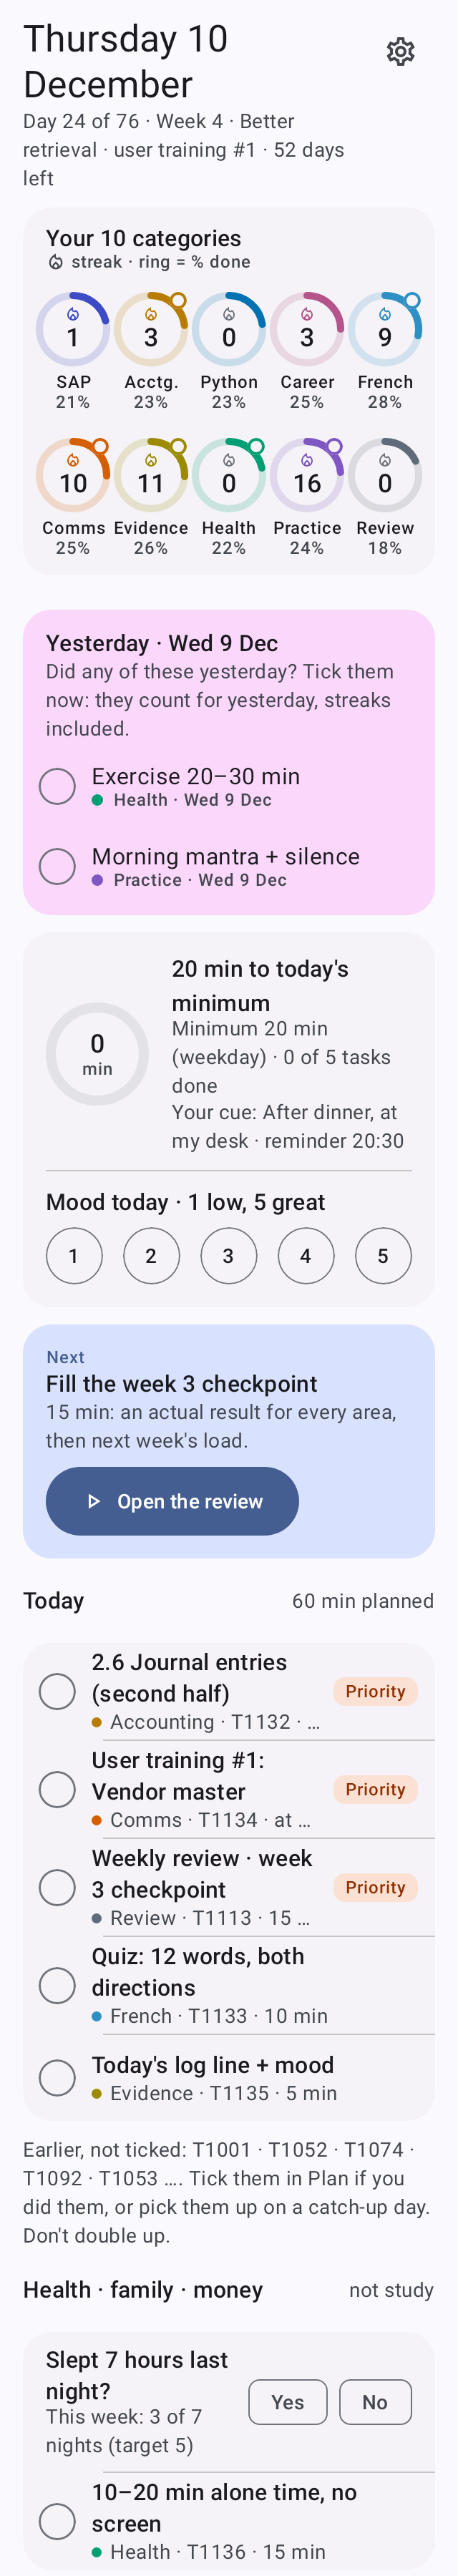 Thursday 10
December
Day 24 of 76 · Week 4 · Better
retrieval · user training #1 · 52 days
left
Your 10 categories
streak · ring = % done
1
3
0
3
9
SAP
Acctg.
Python
Career
French
21%
23%
23%
25%
28%
10
11
0
16
0
Comms
Evidence
Health
Practice
Review
25%
26%
22%
24%
18%
Yesterday · Wed 9 Dec
Did any of these yesterday? Tick them
now: they count for yesterday, streaks
included.
Exercise 20–30 min
Health · Wed 9 Dec
Morning mantra + silence
Practice · Wed 9 Dec
0
min
20 min to today's
minimum
Minimum 20 min
(weekday) · 0 of 5 tasks
done
Your cue: After dinner, at
my desk · reminder 20:30
Mood today · 1 low, 5 great
1
2
3
4
5
Next
Fill the week 3 checkpoint
15 min: an actual result for every area,
then next week's load.
Open the review
Today
60 min planned
2.6 Journal entries
(second half)
Accounting · T1132 · ...
Priority
User training #1:
Vendor master
Comms · T1134 · at ...
Priority
Weekly review · week
3 checkpoint
Review · T1113 · 15 ...
Priority
Quiz: 12 words, both
directions
French · T1133 · 10 min
Today's log line + mood
Evidence · T1135 · 5 min
Earlier, not ticked: T1001 · T1052 · T1074 ·
T1092 · T1053 .... Tick them in Plan if you
did them, or pick them up on a catch-up day.
Don't double up.
Health · family · money
not study
Slept 7 hours last
night?
This week: 3 of 7
nights (target 5)
Yes
No
10–20 min alone time, no
screen
Health · T1136 · 15 min